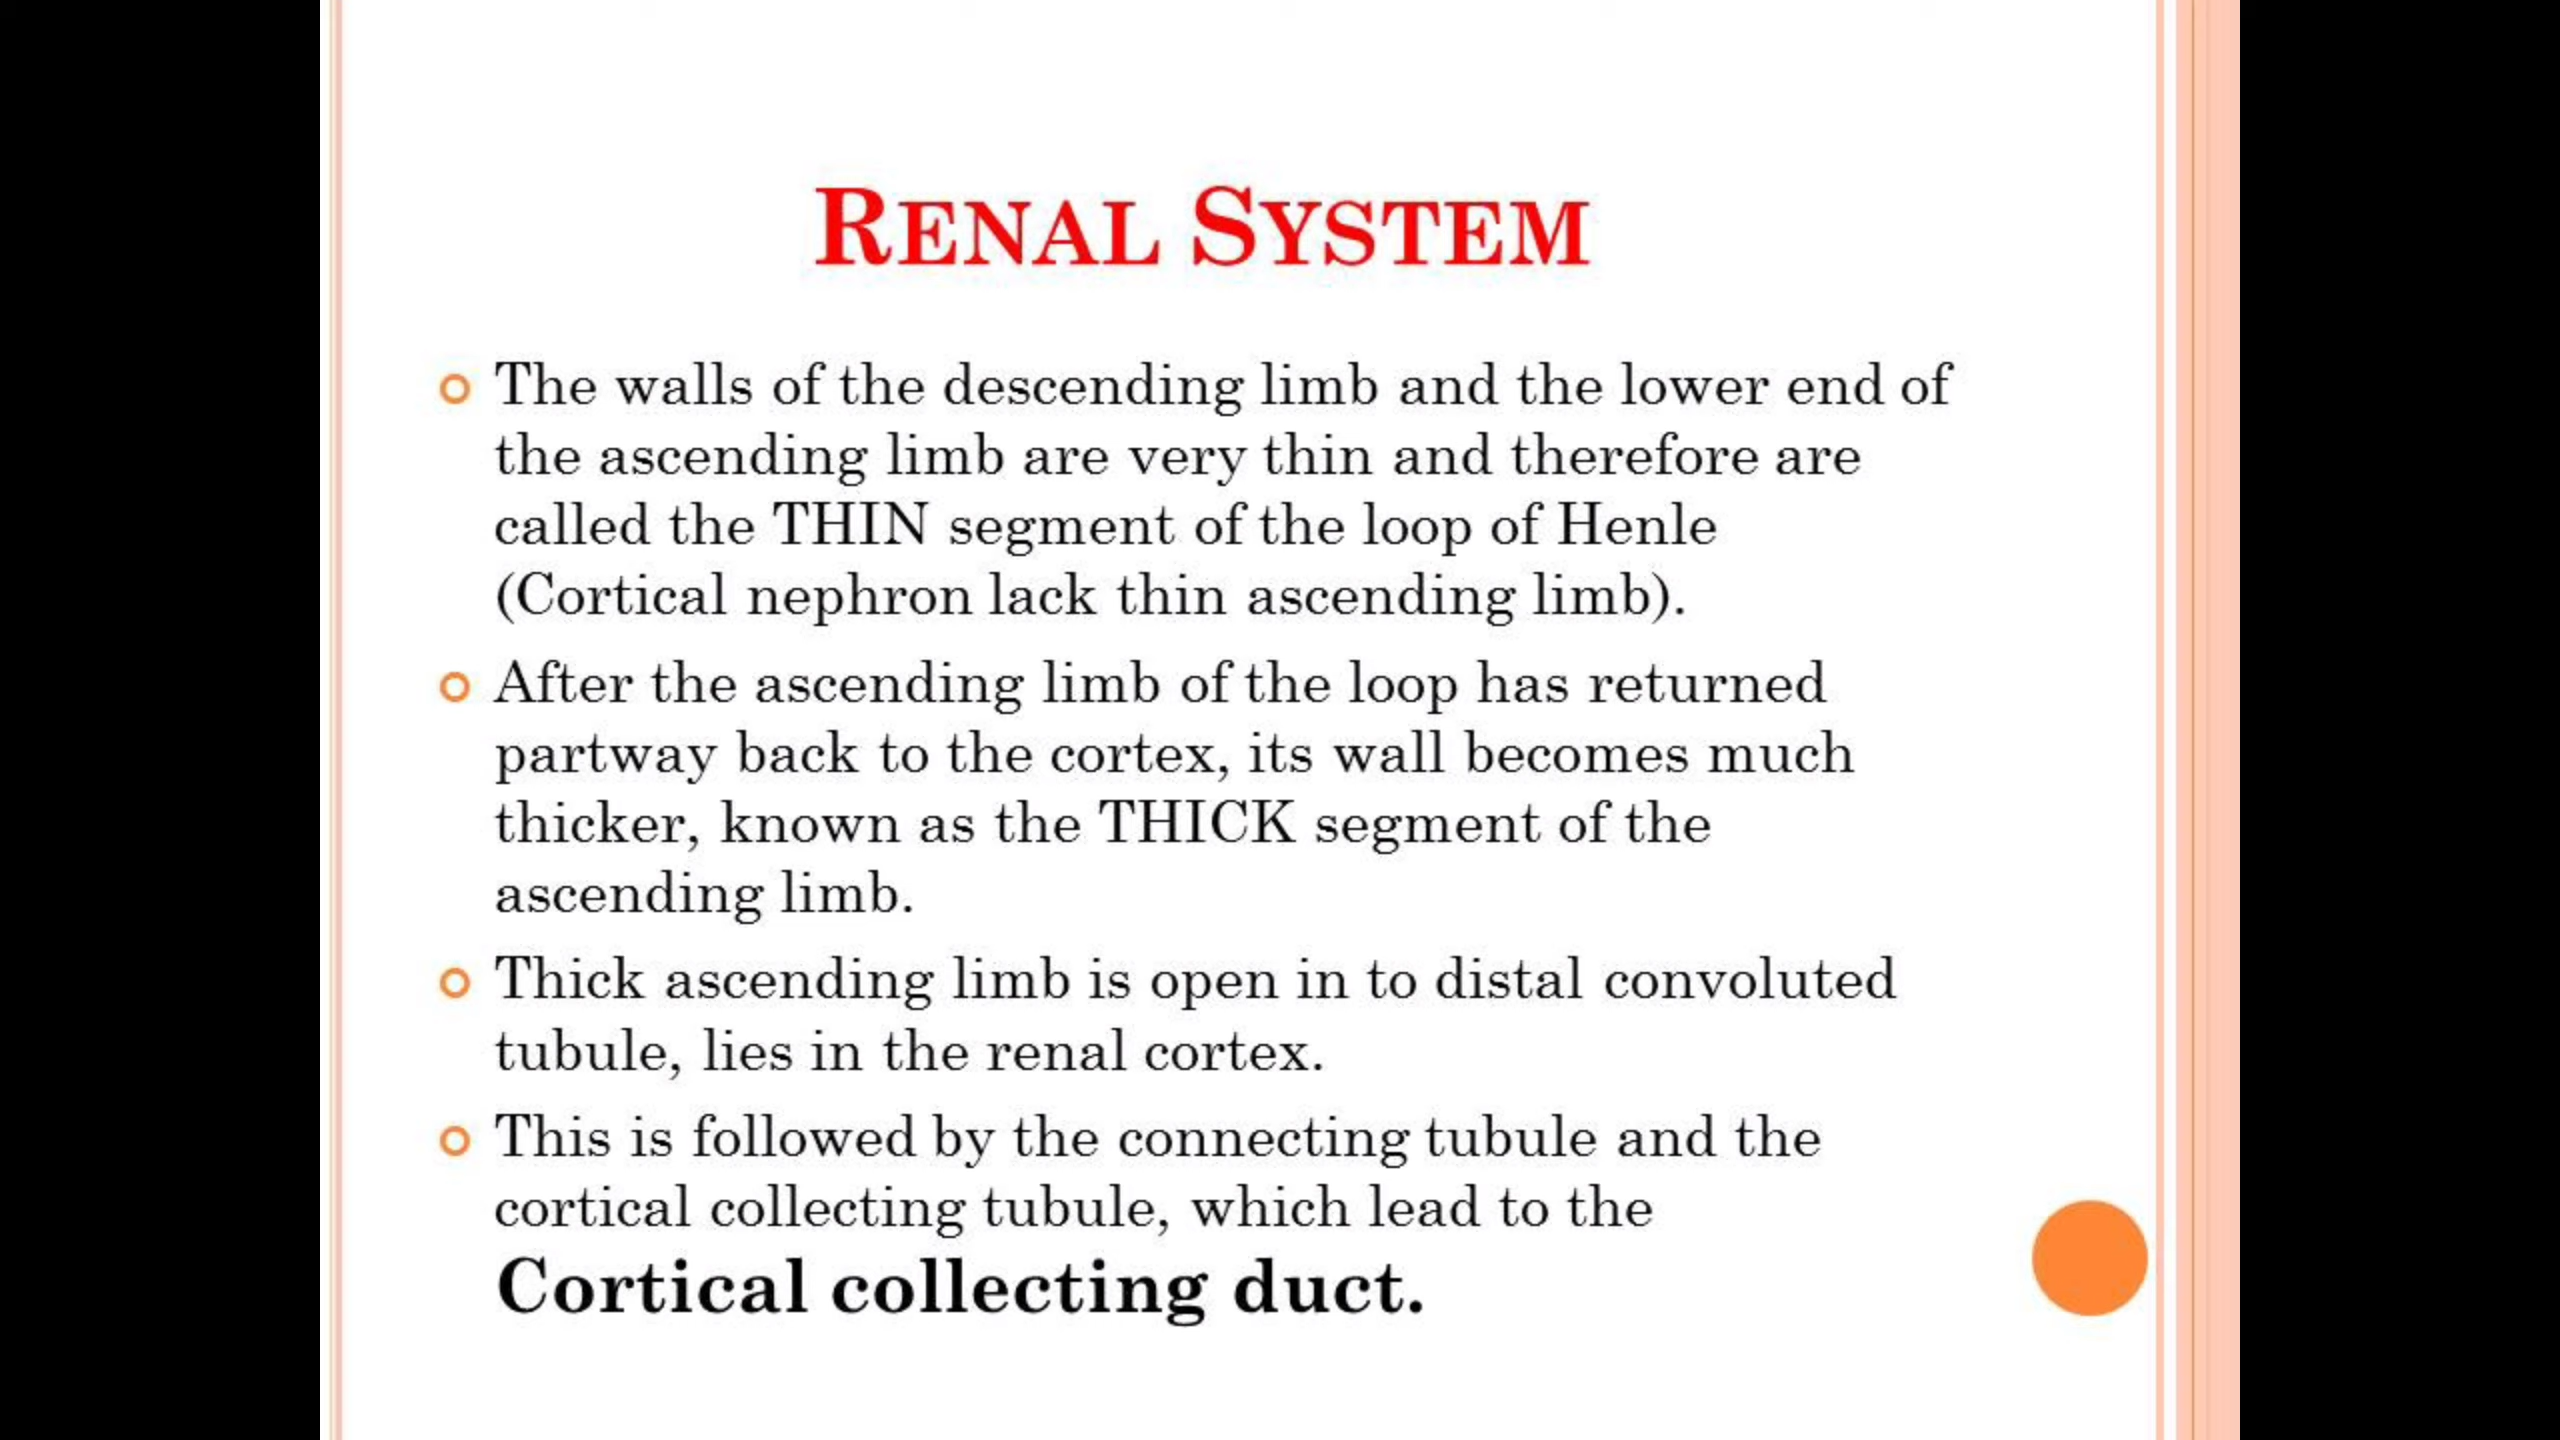 RENAL SYSTEM
The walls of the descending limb and the lower end of
the ascending limb are very thin and therefore are
called the THIN segment of the loop of Henle
(Cortical nephron lack thin ascending limb).
After the ascending limb of the loop has returned
partway back to the cortex, its wall becomes much
thicker, known as the THICK segment of the
ascending limb.
Thick ascending limb is open in to distal convoluted
tubule, lies in the renal cortex.
This is followed by the connecting tubule and the
cortical collecting tubule, which lead to the
Cortical collecting duct.